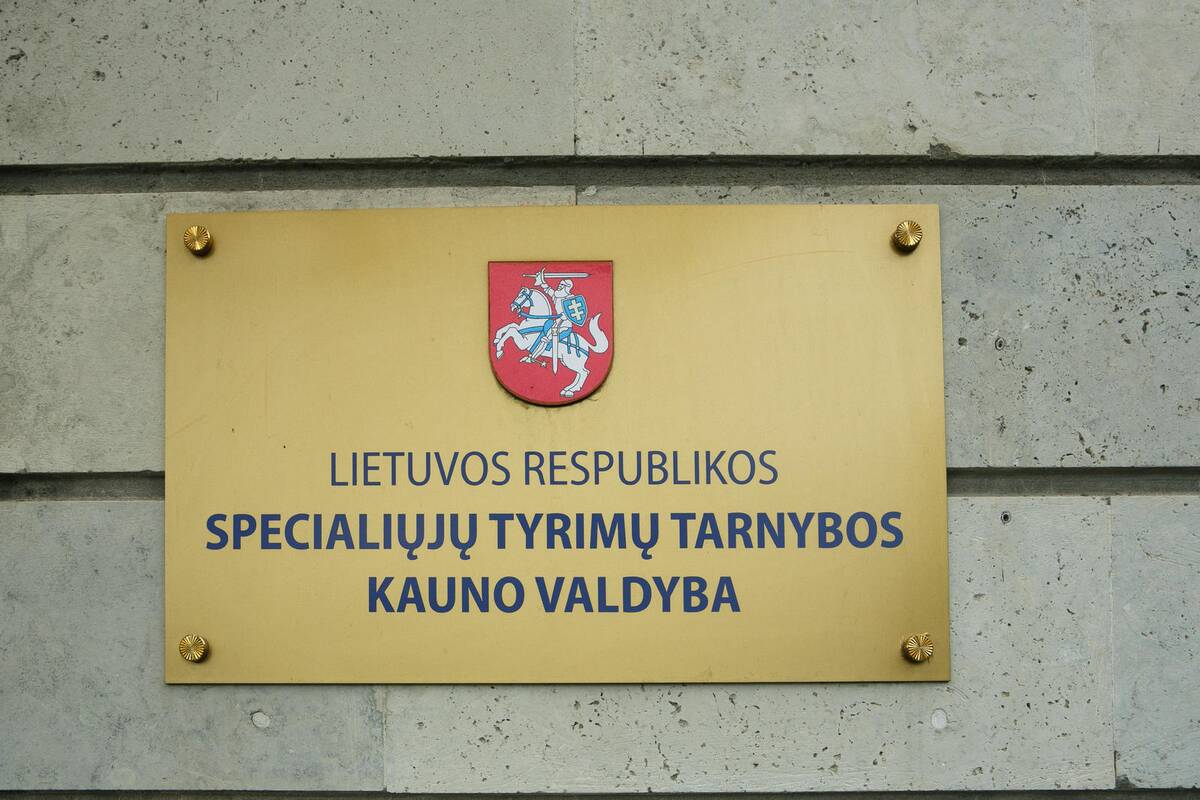 LIETUVOS RESPUBLIKOS
SPECIALIŲJŲ TYRIMŲ TARNYBOS
KAUNO VALDYBA